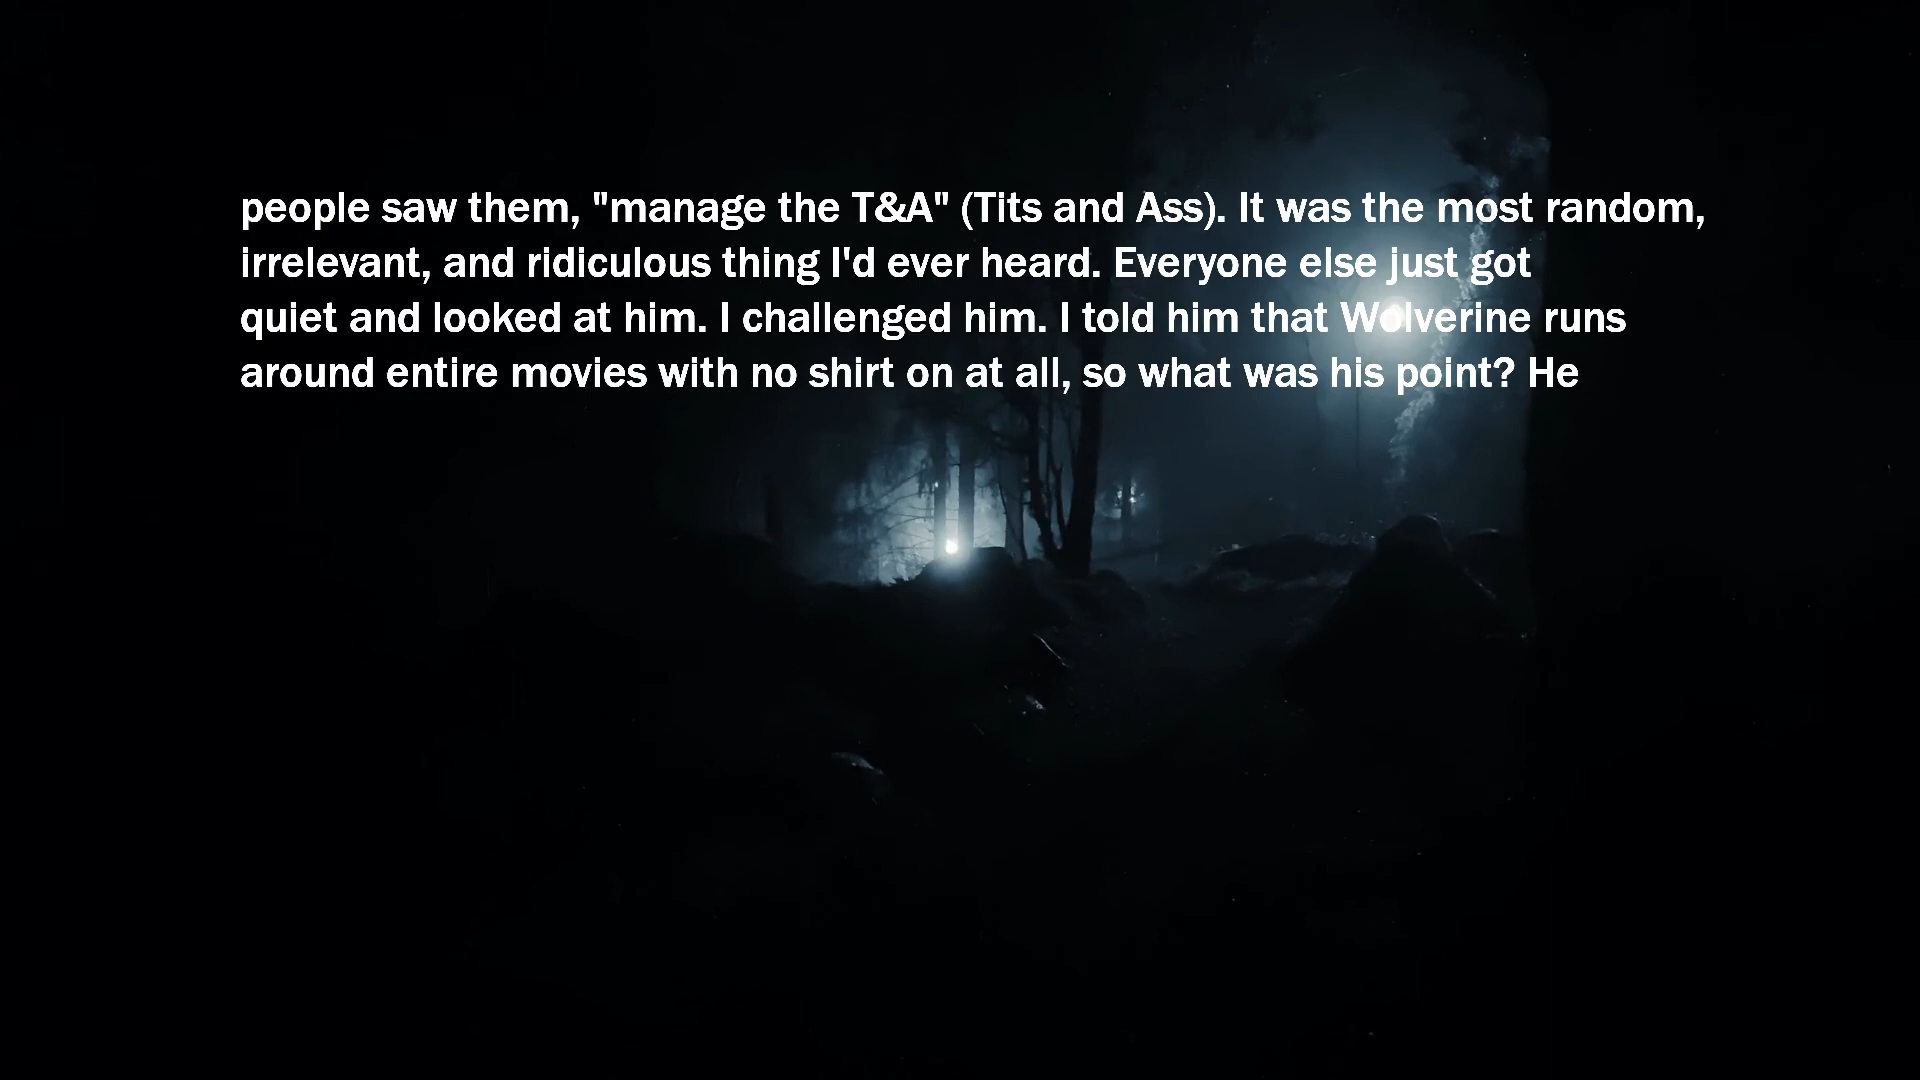 people saw them, "manage the T&A" (Tits and Ass). It was the most random,
irrelevant, and ridiculous thing I'd ever heard. Everyone else just got
quiet and looked at him. I challenged him. I told him that Wolverine runs
around entire movies with no shirt on at all, so what was his point? He